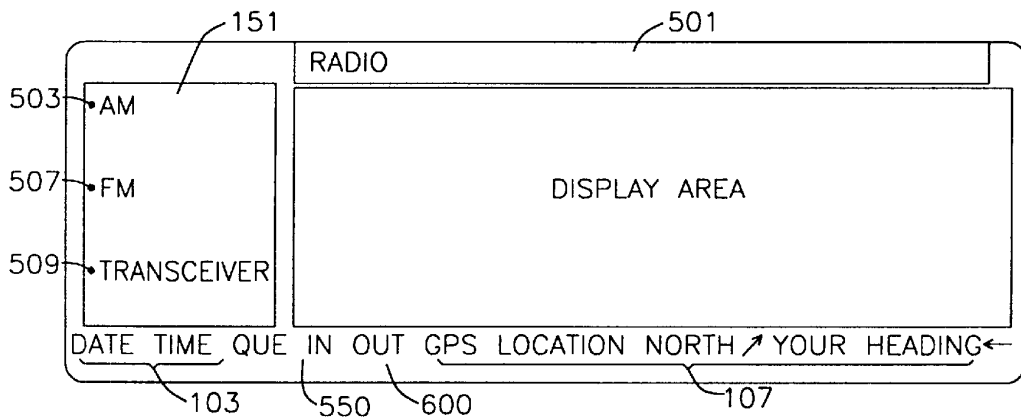 151
501
RADIO
503
AM
507
FM
DISPLAY AREA
509
TRANSCEIVER
DATE TIME QUE IN OUT GPS LOCATION NORTH ↗ YOUR HEADING ←
103
550
600
107